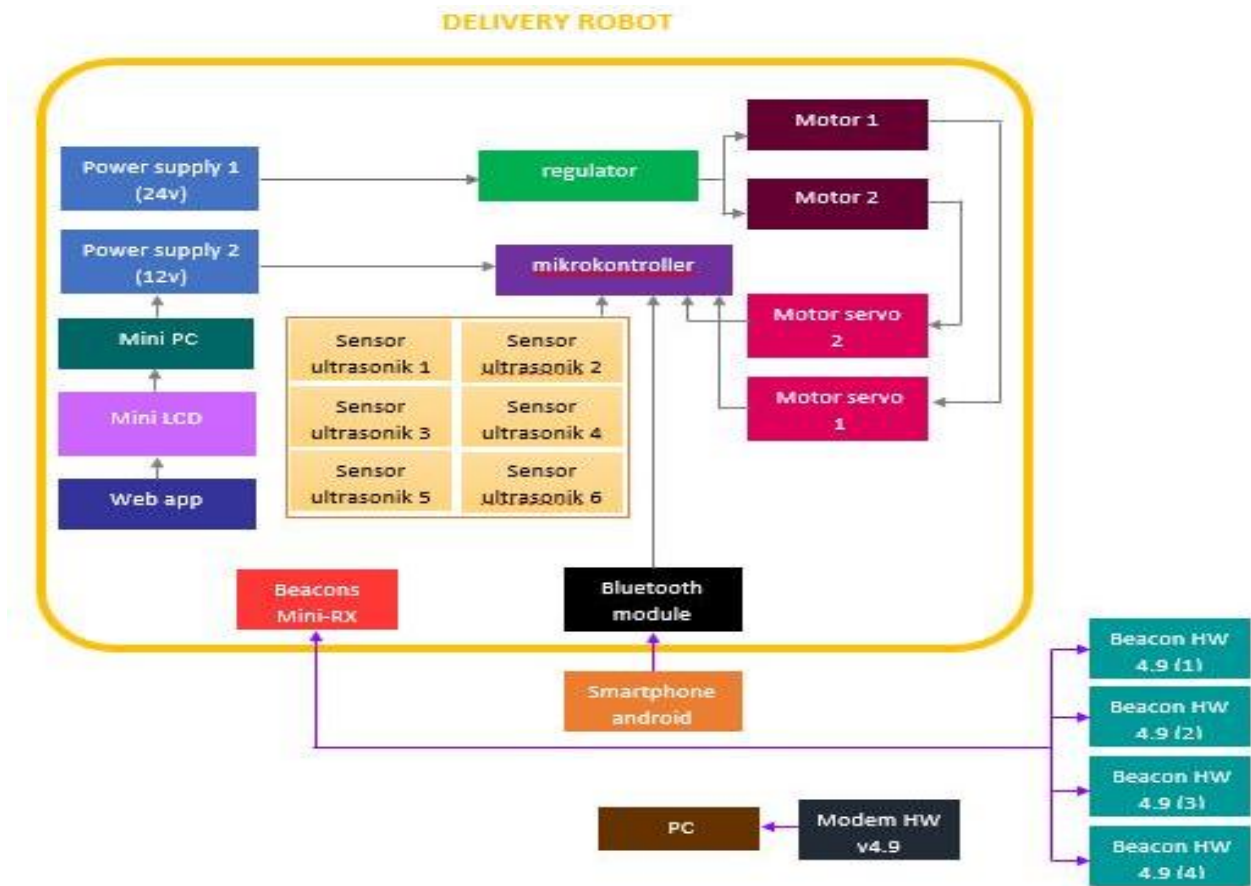 DELIVERY ROBOT
Power supply 1
(24v)
regulator
Motor 1
Motor 2
Power supply 2
(12v)
mikrokontroller
Mini PC
Mini LCD
Web app
Sensor
ultrasonik 1
Sensor
ultrasonik 2
Sensor
ultrasonik 3
Sensor
ultrasonik 4
Sensor
ultrasonik 5
Sensor
ultrasonik 6
Motor servo
2
Motor servo
1
Beacons
Mini-RX
Bluetooth
module
Smartphone
android
Beacon HW
4.9 (1)
Beacon HW
4.9 (2)
Beacon HW
4.9 (3)
Beacon HW
4.9 (4)
PC
Modem HW
v4.9